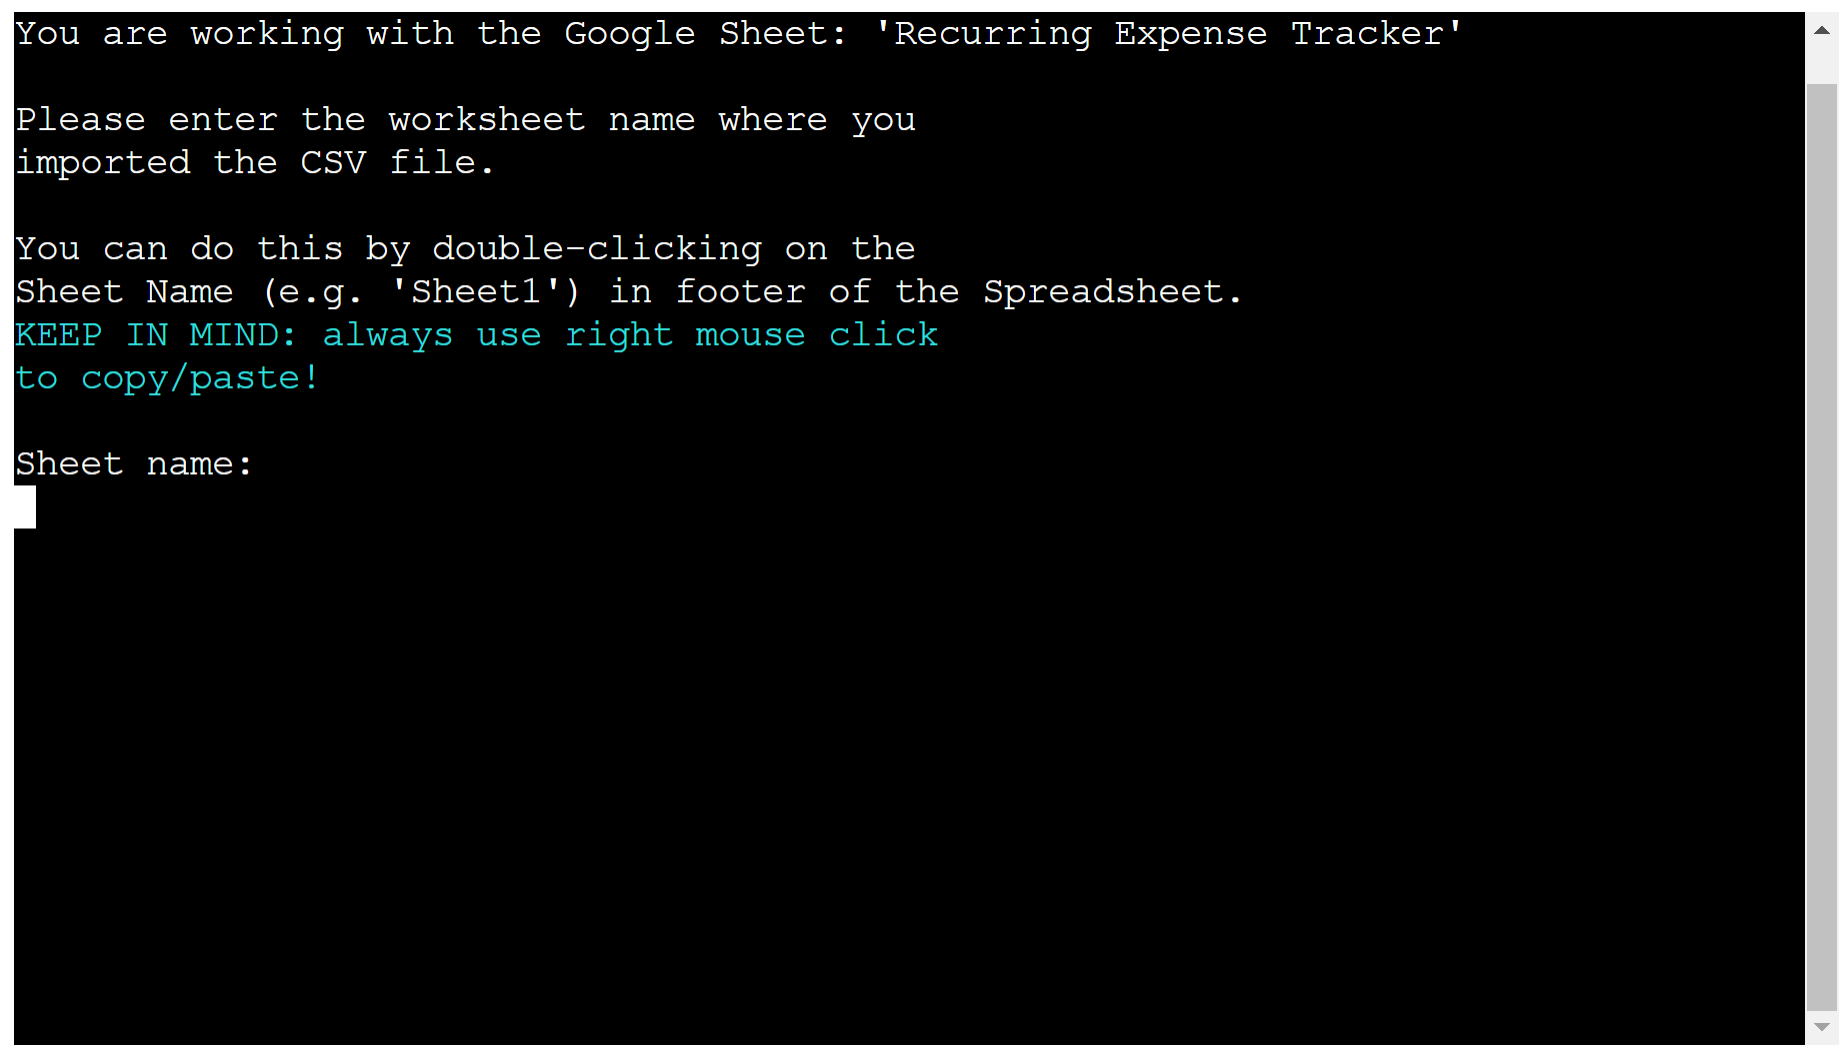 You are working with the Google Sheet: 'Recurring Expense Tracker'
Please enter the worksheet name where you
imported the CSV file.
You can do this by double-clicking on the
Sheet Name (e.g. 'Sheet1') in footer of the Spreadsheet.
KEEP IN MIND: always use right mouse click
to copy/paste!
Sheet name: